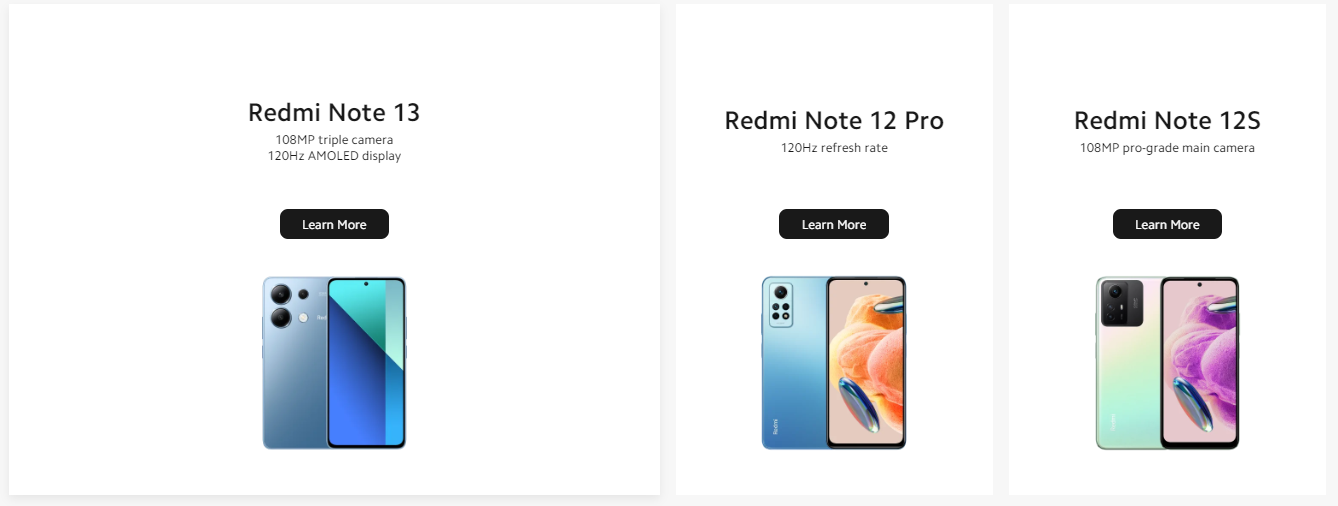 Redmi Note 13
108MP triple camera
120Hz AMOLED display
Learn More
Redmi Note 12 Pro
120Hz refresh rate
Learn More
Redmi
Redmi Note 12S
108MP pro-grade main camera
Learn More